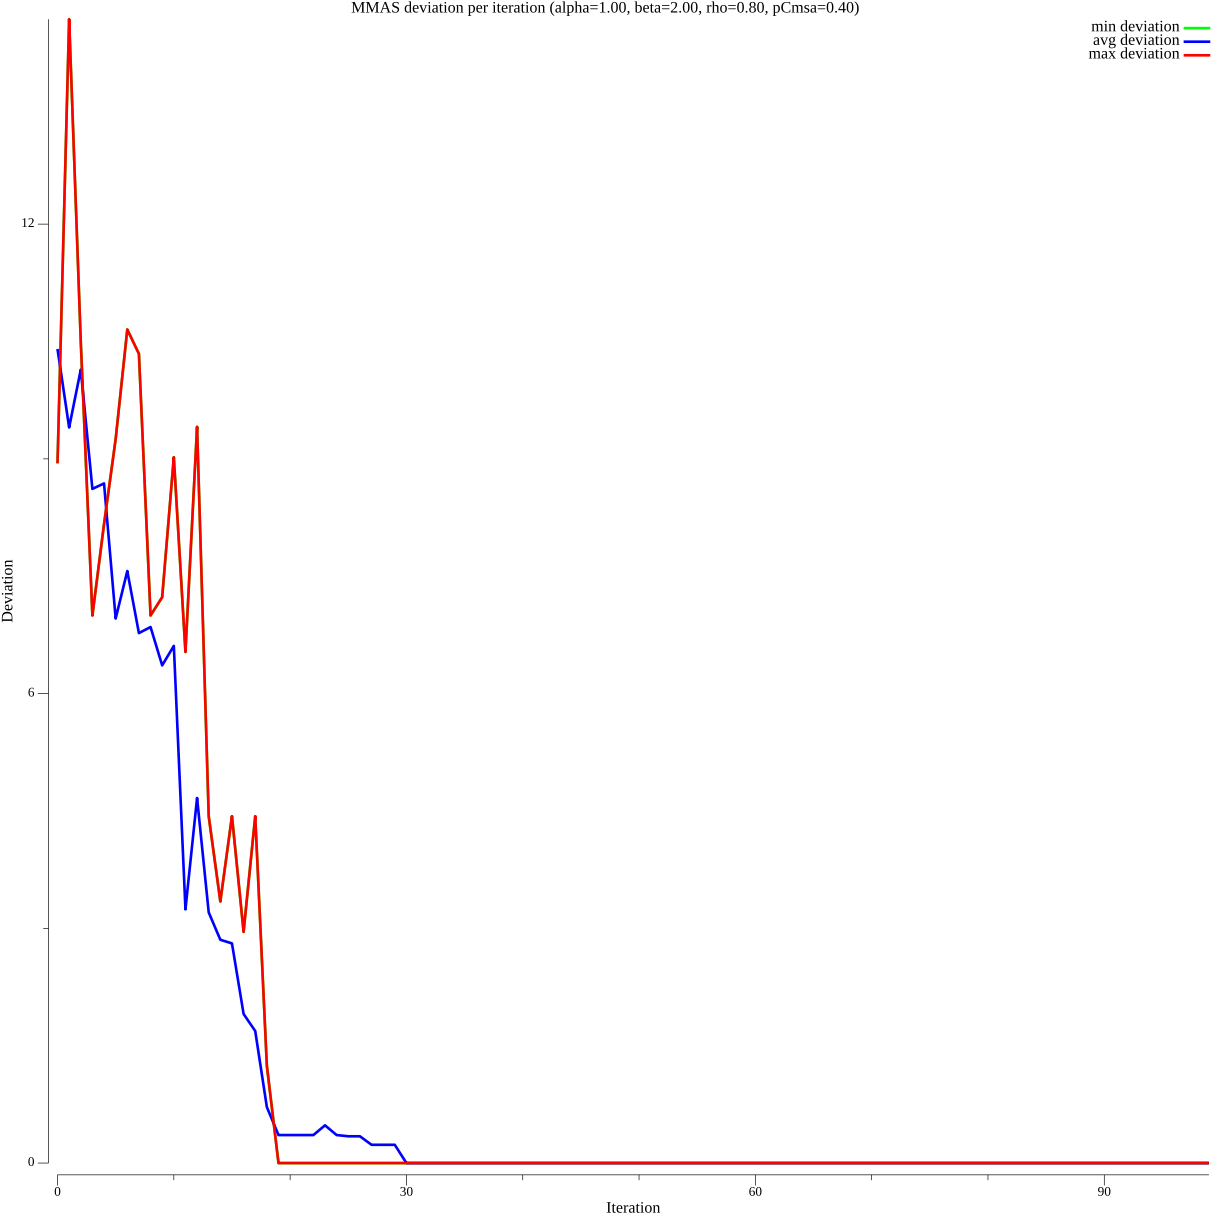 MMAS deviation per iteration (alpha=1.00, beta=2.00, rho=0.80, pCmsa=0.40)
min deviation
avg deviation
max deviation
12
6
0
Deviation
0 30 60 90
Iteration